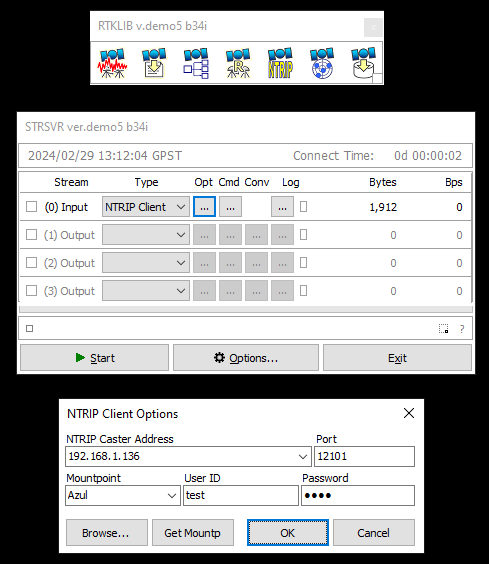 RTKLIB v.demo5 b34i
R
NTRIP
STRSVR ver.demo5 b34i
2024/02/29 13:12:04 GPST Connect Time: 0d 00:00:02
Stream Type Opt Cmd Conv Log Bytes Bps
(0) Input NTRIP Client ... ... ... 1,912 0
(1) Output ... ... ... ... 0 0
(2) Output ... ... ... ... 0 0
(3) Output ... ... ... ... 0 0
?
Start Options... Exit
NTRIP Client Options
NTRIP Caster Address Port
192.168.1.136 12101
Mountpoint User ID Password
Azul test ●●●●
Browse... Get Mountp OK Cancel